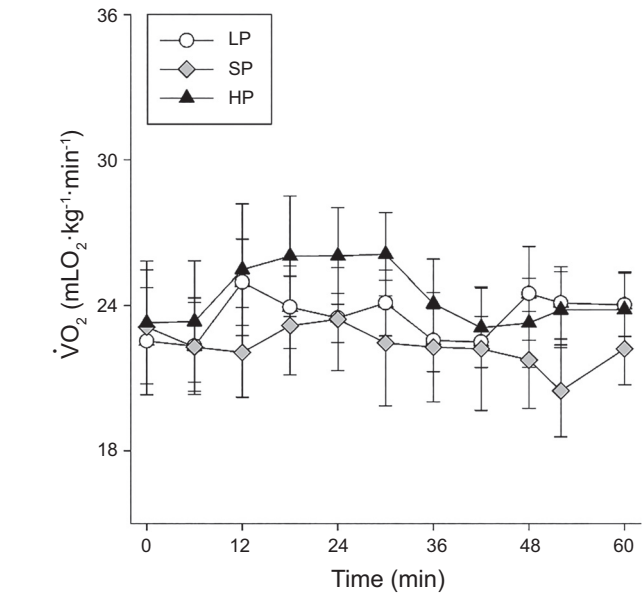 36
LP
SP
HP
30
24
18
V̇O₂ (mLO₂·kg⁻¹·min⁻¹)
0 12 24 36 48 60
Time (min)